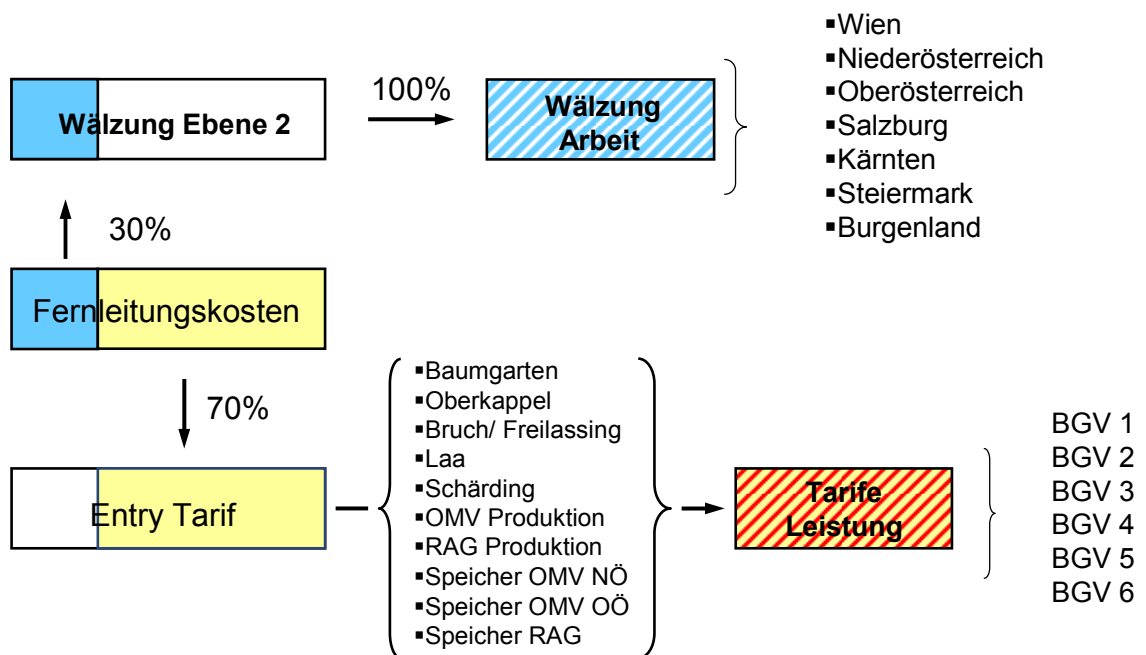 Wälzung Ebene 2
100%
Wälzung
Arbeit
▪Wien
▪Niederösterreich
▪Oberösterreich
▪Salzburg
▪Kärnten
▪Steiermark
▪Burgenland
30%
Fernleitungskosten
70%
Entry Tarif
▪Baumgarten
▪Oberkappel
▪Bruch/ Freilassing
▪Laa
▪Schärding
▪OMV Produktion
▪RAG Produktion
▪Speicher OMV NÖ
▪Speicher OMV OÖ
▪Speicher RAG
Tarife
Leistung
BGV 1
BGV 2
BGV 3
BGV 4
BGV 5
BGV 6